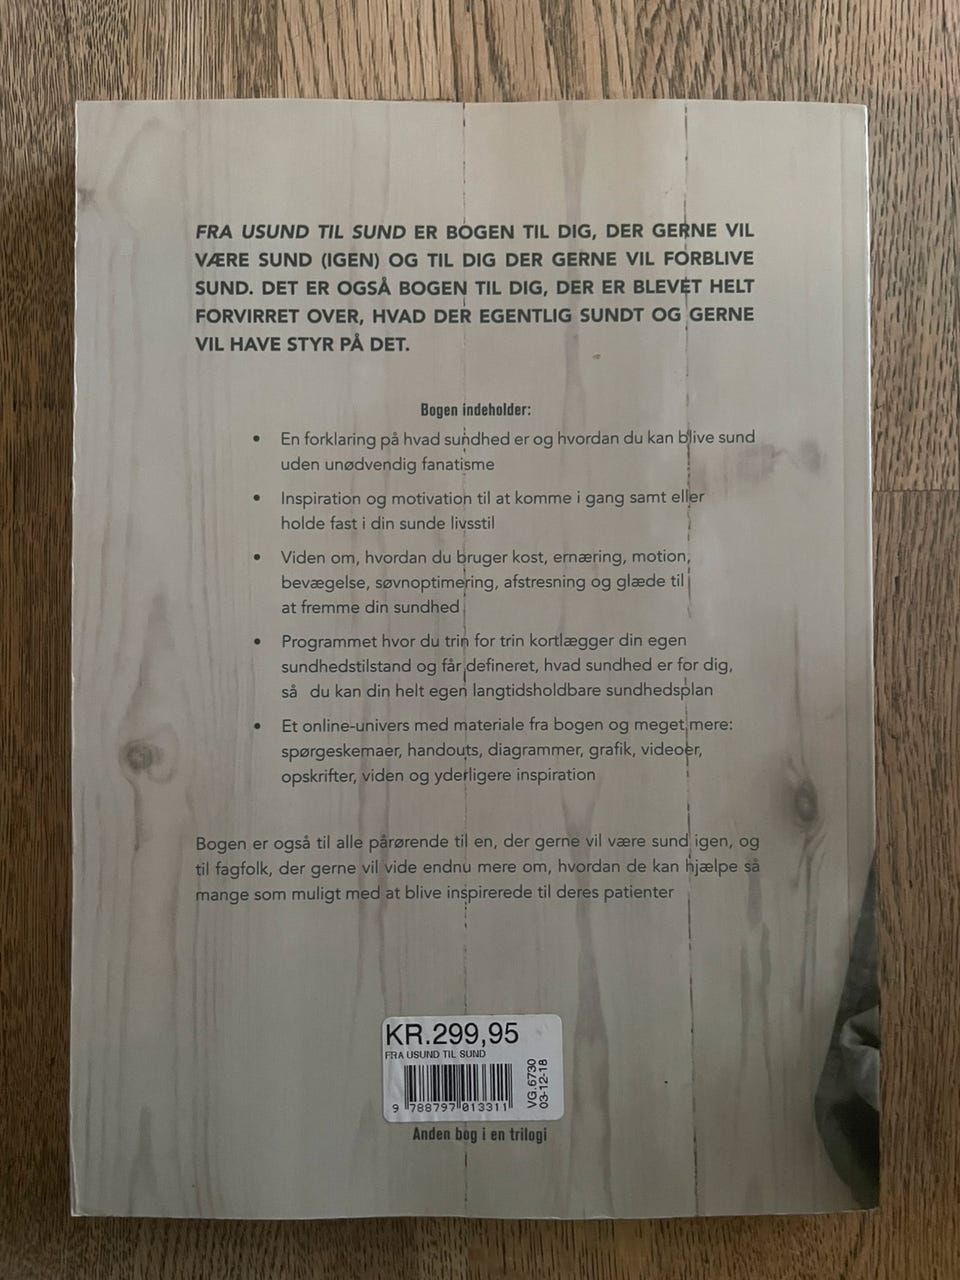 FRA USUND TIL SUND ER BOGEN TIL DIG, DER GERNE VIL
VÆRE SUND (IGEN) OG TIL DIG DER GERNE VIL FORBLIVE
SUND. DET ER OGSÅ BOGEN TIL DIG, DER ER BLEVET HELT
FORVIRRET OVER, HVAD DER EGENTLIG SUNDT OG GERNE
VIL HAVE STYR PÅ DET.
Bogen indeholder:
• En forklaring på hvad sundhed er og hvordan du kan blive sund
uden unødvendig fanatisme
• Inspiration og motivation til at komme i gang samt eller
holde fast i din sunde livsstil
• Viden om, hvordan du bruger kost, ernæring, motion,
bevægelse, søvnoptimering, afstresning og glæde til
at fremme din sundhed
• Programmet hvor du trin for trin kortlægger din egen
sundhedstilstand og får defineret, hvad sundhed er for dig,
så du kan din helt egen langtidsholdbare sundhedsplan
• Et online-univers med materiale fra bogen og meget mere:
spørgeskemaer, handouts, diagrammer, grafik, videoer,
opskrifter, viden og yderligere inspiration
Bogen er også til alle pårørende til en, der gerne vil være sund igen, og
til fagfolk, der gerne vil vide endnu mere om, hvordan de kan hjælpe så
mange som muligt med at blive inspirerede til deres patienter
KR.299,95
FRA USUND TIL SUND
9 788797 013311
VG.6730
03-12-18
Anden bog i en trilogi